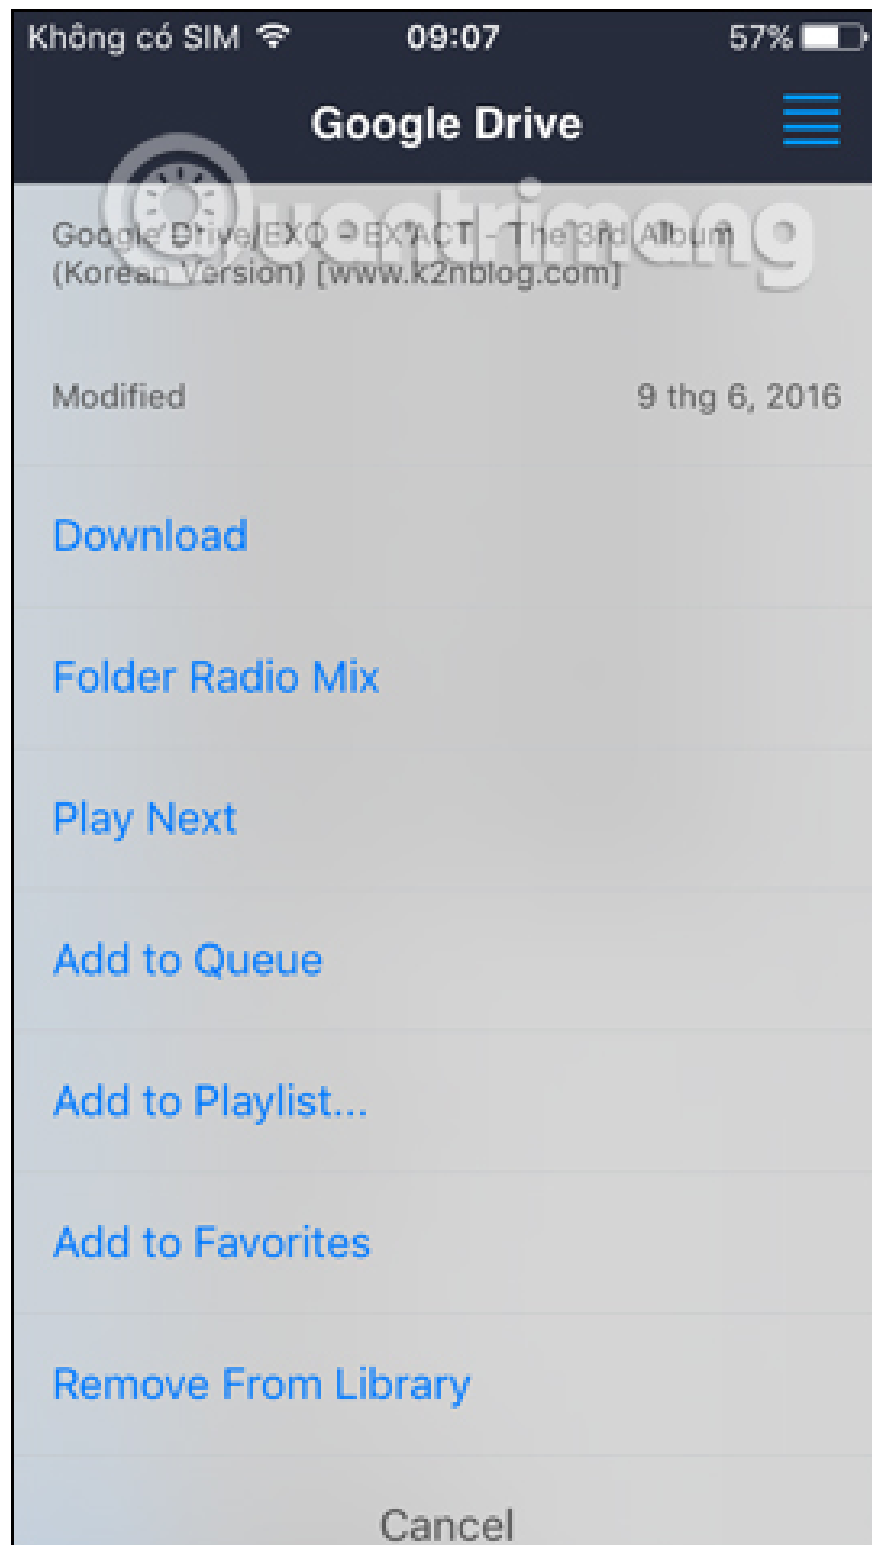 Không có SIM 09:07 57%
Google Drive
Quantrimang
Google Drive/EXO - EX'ACT - The 3rd Album
(Korean Version) [www.k2nblog.com]
Modified 9 thg 6, 2016
Download
Folder Radio Mix
Play Next
Add to Queue
Add to Playlist...
Add to Favorites
Remove From Library
Cancel